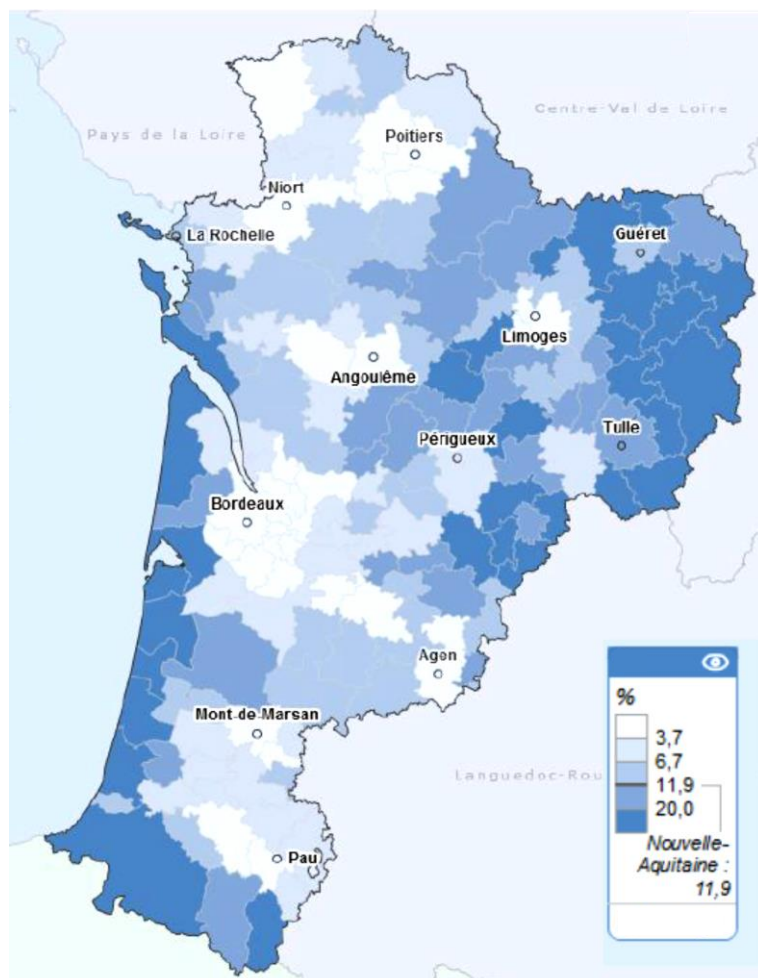 Centre-Val de Loire
Pays de la Loire
Poitiers
Niort
La Rochelle
Guéret
Limoges
Angoulême
Périgueux
Tulle
Bordeaux
Agen
Mont-de-Marsan
Languedoc-Rou
Pau
%
3,7
6,7
11,9
20,0
Nouvelle-
Aquitaine :
11,9